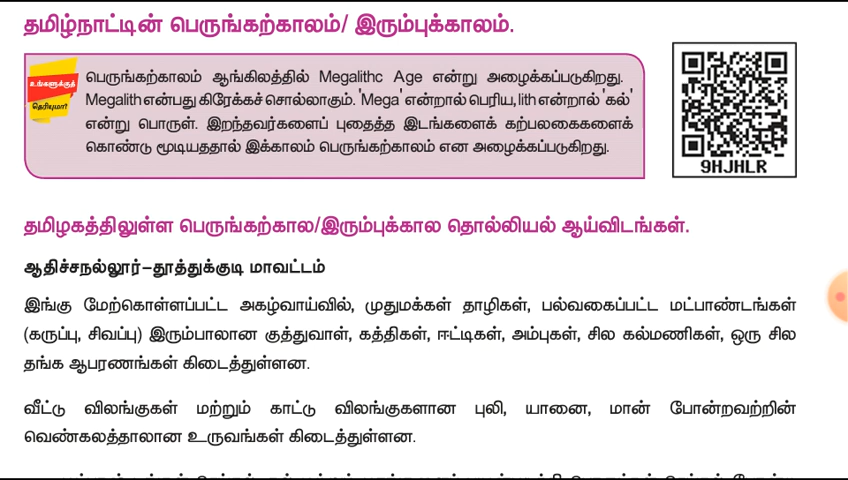 தமிழ்நாட்டின் பெருங்கற்காலம்/ இரும்புக்காலம்.
உங்களுக்குத்
தெரியுமா?
பெருங்கற்காலம் ஆங்கிலத்தில் Megalithc Age என்று அழைக்கப்படுகிறது.
Megalith என்பது கிரேக்கச் சொல்லாகும். 'Mega' என்றால் பெரிய, lith என்றால் 'கல்'
என்று பொருள். இறந்தவர்களைப் புதைத்த இடங்களைக் கற்பலகைகளைக்
கொண்டு மூடியததால் இக்காலம் பெருங்கற்காலம் என அழைக்கப்படுகிறது.
9HJHLR
தமிழகத்திலுள்ள பெருங்கற்கால/இரும்புக்கால தொல்லியல் ஆய்விடங்கள்.
ஆதிச்சநல்லூர்–தூத்துக்குடி மாவட்டம்
இங்கு மேற்கொள்ளப்பட்ட அகழ்வாய்வில், முதுமக்கள் தாழிகள், பல்வகைப்பட்ட மட்பாண்டங்கள்
(கருப்பு, சிவப்பு) இரும்பாலான குத்துவாள், கத்திகள், ஈட்டிகள், அம்புகள், சில கல்மணிகள், ஒரு சில
தங்க ஆபரணங்கள் கிடைத்துள்ளன.
வீட்டு விலங்குகள் மற்றும் காட்டு விலங்குகளான புலி, யானை, மான் போன்றவற்றின்
வெண்கலத்தாலான உருவங்கள் கிடைத்துள்ளன.